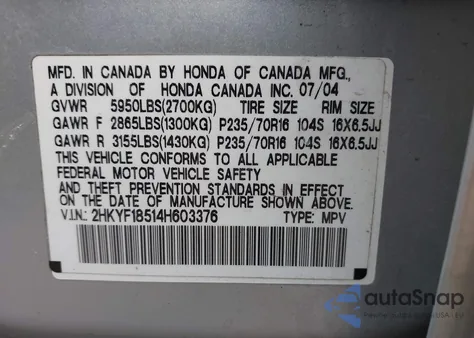 MFD. IN CANADA BY HONDA OF CANADA MFG.,
A DIVISION OF HONDA CANADA INC. 07/04
GVWR 5950LBS(2700KG) TIRE SIZE RIM SIZE
GAWR F 2865LBS(1300KG) P235/70R16 104S 16X6.5JJ
GAWR R 3155LBS(1430KG) P235/70R16 104S 16X6.5JJ
THIS VEHICLE CONFORMS TO ALL APPLICABLE
FEDERAL MOTOR VEHICLE SAFETY
AND THEFT PREVENTION STANDARDS IN EFFECT
ON THE DATE OF MANUFACTURE SHOWN ABOVE.
V.I.N.: 2HKYF18514H603376 TYPE: MPV
autaSnap